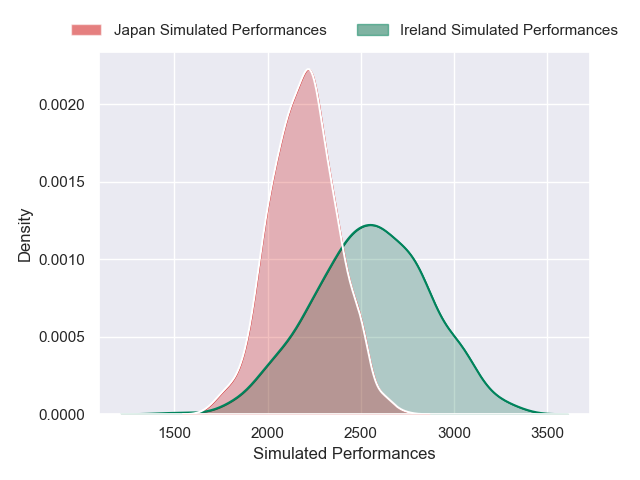 Japan Simulated Performances
Ireland Simulated Performances
0.0020
0.0015
0.0010
0.0005
0.0000
Density
1500 2000 2500 3000 3500
Simulated Performances